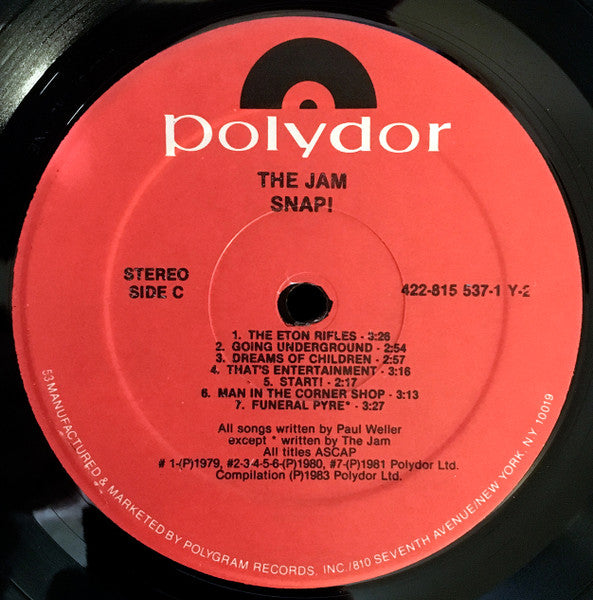 polydor
THE JAM
SNAP!
STEREO
SIDE C
422-815 537-1 Y-2
1. THE ETON RIFLES - 3:26
2. GOING UNDERGROUND - 2:54
3. DREAMS OF CHILDREN - 2:57
4. THAT'S ENTERTAINMENT - 3:16
5. START! - 2:17
6. MAN IN THE CORNER SHOP - 3:13
7. FUNERAL PYRE* - 3:27
All songs written by Paul Weller
except * written by The Jam
All titles ASCAP
# 1-(P)1979, #2-3-4-5-6-(P)1980, #7-(P)1981 Polydor Ltd.
Compilation (P)1983 Polydor Ltd.
53 MANUFACTURED & MARKETED BY POLYGRAM RECORDS, INC./810 SEVENTH AVENUE/NEW YORK, NY 10019